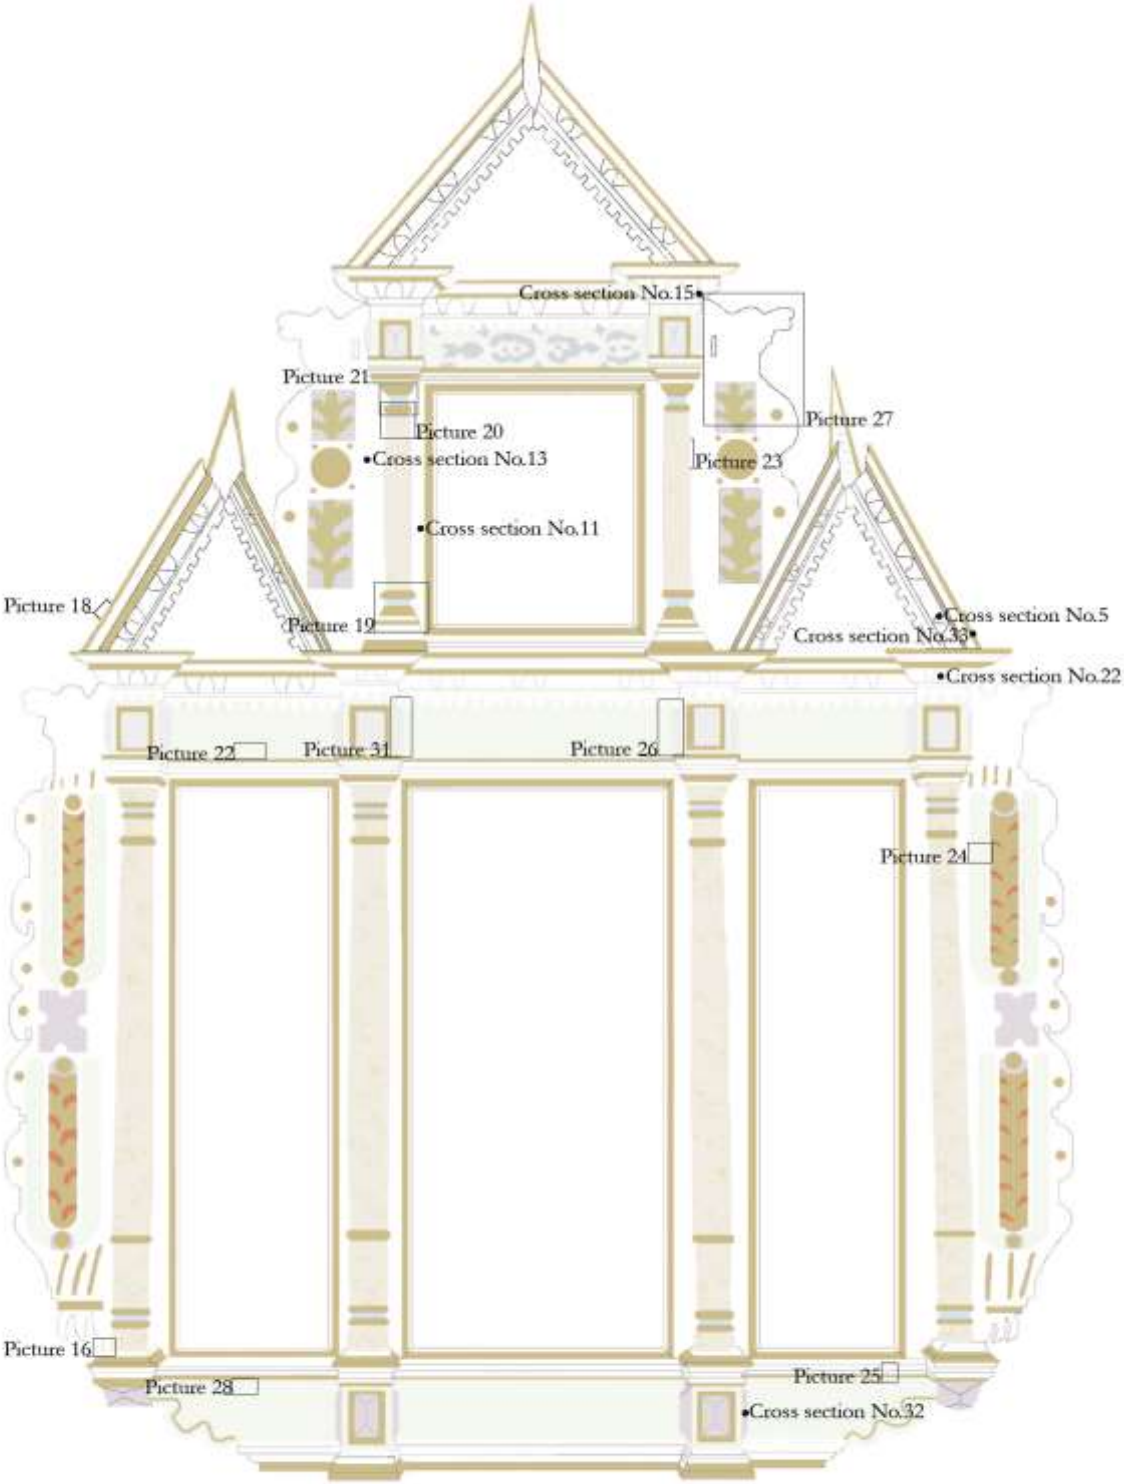 Cross section No.15
Picture 21
Picture 27
Picture 20
Cross section No.13
Picture 23
Cross section No.11
Picture 18
Cross section No.5
Picture 19
Cross section No.33
Cross section No.22
Picture 22
Picture 31
Picture 26
Picture 24
Picture 16
Picture 25
Picture 28
Cross section No.32